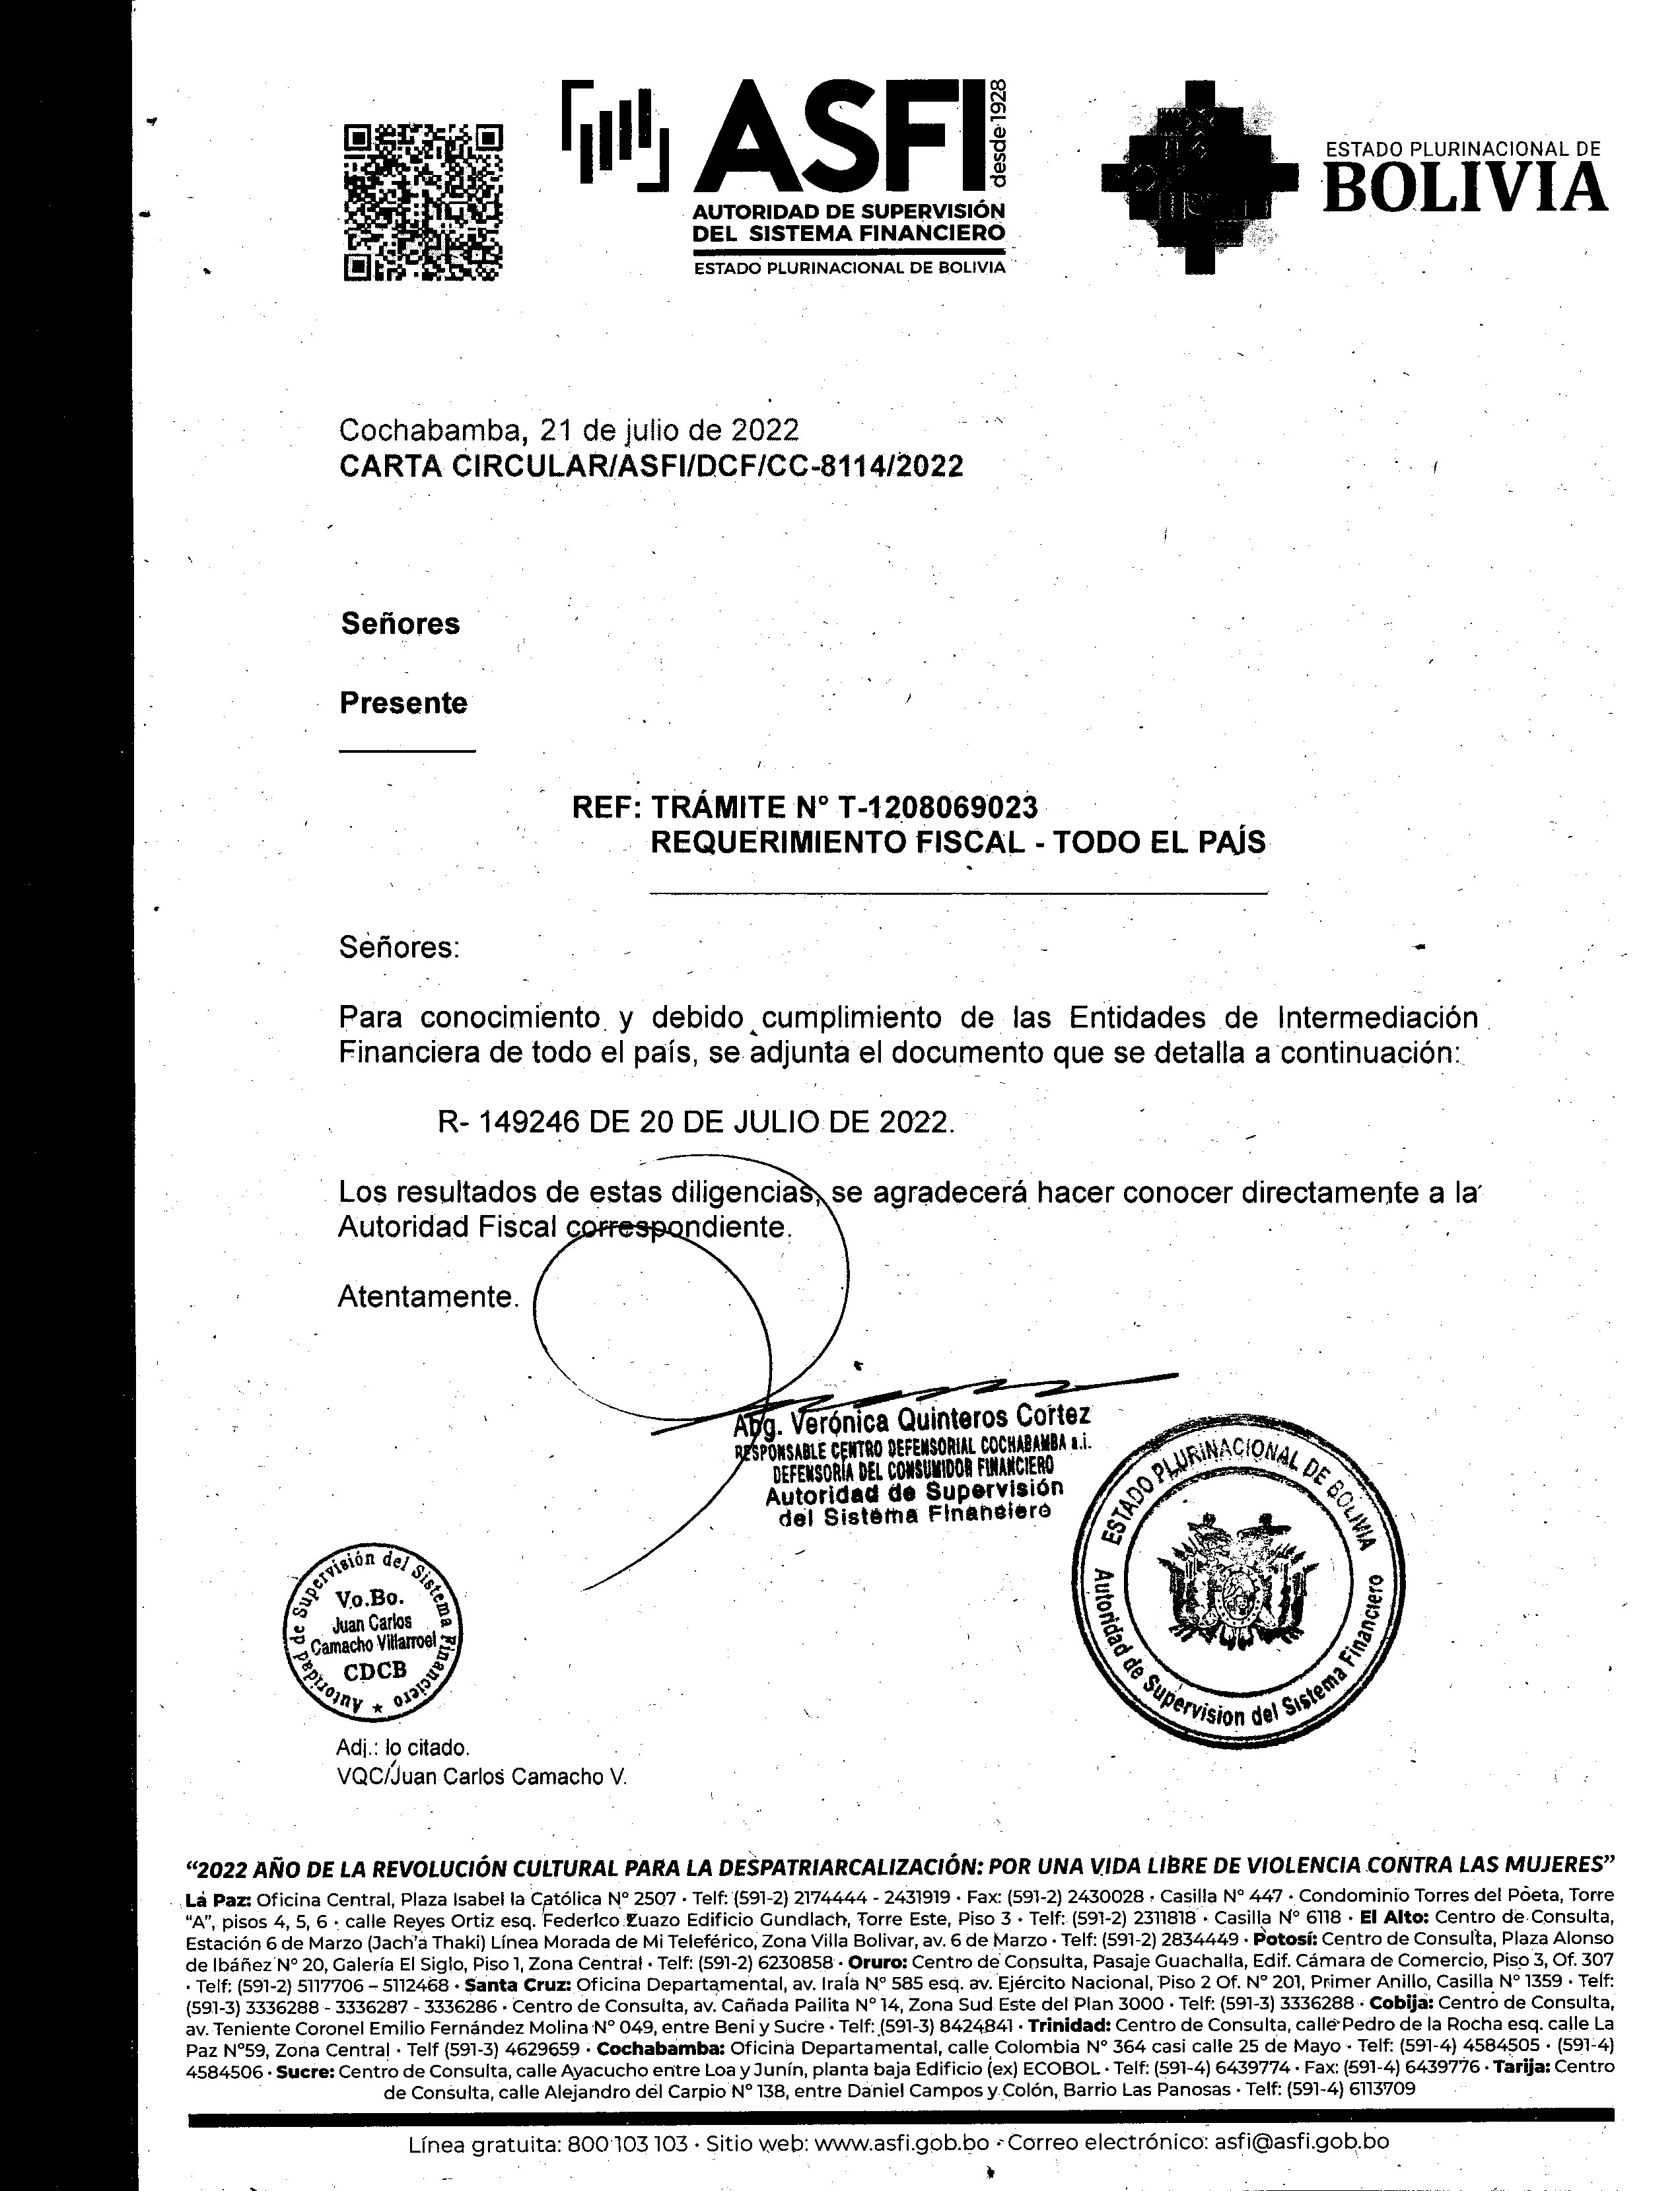 ASFI
desde 1928
AUTORIDAD DE SUPERVISIÓN
DEL SISTEMA FINANCIERO
ESTADO PLURINACIONAL DE BOLIVIA
ESTADO PLURINACIONAL DE
BOLIVIA
Cochabamba, 21 de julio de 2022
CARTA CIRCULAR/ASFI/DCF/CC-8114/2022
Señores
Presente
REF: TRÁMITE Nº T-1208069023
REQUERIMIENTO FISCAL - TODO EL PAÍS
Señores:
Para conocimiento y debido cumplimiento de las Entidades de Intermediación
Financiera de todo el país, se adjunta el documento que se detalla a continuación:
R- 149246 DE 20 DE JULIO DE 2022.
Los resultados de estas diligencias, se agradecerá hacer conocer directamente a la
Autoridad Fiscal correspondiente.
Atentamente.
Abg. Verónica Quinteros Cortez
RESPONSABLE CENTRO DEFENSORIAL COCHABAMBA a.i.
DEFENSORÍA DEL CONSUMIDOR FINANCIERO
Autoridad de Supervisión
del Sistema Financiero
ESTADO PLURINACIONAL DE BOLIVIA
Autoridad de Supervision del Sistema Financiero
Autoridad de Supervisión del Sistema Financiero
Vo.Bo.
Juan Carlos
Camacho Villarroel
CDCB
Adj.: lo citado.
VQC/Juan Carlos Camacho V.
“2022 AÑO DE LA REVOLUCIÓN CULTURAL PARA LA DESPATRIARCALIZACIÓN: POR UNA VIDA LIBRE DE VIOLENCIA CONTRA LAS MUJERES”
La Paz: Oficina Central, Plaza Isabel la Católica Nº 2507 · Telf: (591-2) 2174444 - 2431919 · Fax: (591-2) 2430028 · Casilla Nº 447 · Condominio Torres del Poeta, Torre
“A”, pisos 4, 5, 6 · calle Reyes Ortiz esq. Federico Zuazo Edificio Gundlach, Torre Este, Piso 3 · Telf: (591-2) 2311818 · Casilla Nº 6118 · El Alto: Centro de Consulta,
Estación 6 de Marzo (Jach’a Thaki) Línea Morada de Mi Teleférico, Zona Villa Bolivar, av. 6 de Marzo · Telf: (591-2) 2834449 · Potosí: Centro de Consulta, Plaza Alonso
de Ibáñez Nº 20, Galería El Siglo, Piso 1, Zona Central · Telf: (591-2) 6230858 · Oruro: Centro de Consulta, Pasaje Guachalla, Edif. Cámara de Comercio, Piso 3, Of. 307
· Telf: (591-2) 5117706 – 5112468 · Santa Cruz: Oficina Departamental, av. Irala Nº 585 esq. av. Ejército Nacional, Piso 2 Of. Nº 201, Primer Anillo, Casilla Nº 1359 · Telf:
(591-3) 3336288 - 3336287 - 3336286 · Centro de Consulta, av. Cañada Pailita Nº 14, Zona Sud Este del Plan 3000 · Telf: (591-3) 3336288 · Cobija: Centro de Consulta,
av. Teniente Coronel Emilio Fernández Molina Nº 049, entre Beni y Sucre · Telf: (591-3) 8424841 · Trinidad: Centro de Consulta, calle Pedro de la Rocha esq. calle La
Paz Nº59, Zona Central · Telf (591-3) 4629659 · Cochabamba: Oficina Departamental, calle Colombia Nº 364 casi calle 25 de Mayo · Telf: (591-4) 4584505 · (591-4)
4584506 · Sucre: Centro de Consulta, calle Ayacucho entre Loa y Junín, planta baja Edificio (ex) ECOBOL · Telf: (591-4) 6439774 · Fax: (591-4) 6439776 · Tarija: Centro
de Consulta, calle Alejandro del Carpio Nº 138, entre Daniel Campos y Colón, Barrio Las Panosas · Telf: (591-4) 6113709
Línea gratuita: 800 103 103 · Sitio web: www.asfi.gob.bo · Correo electrónico: asfi@asfi.gob.bo